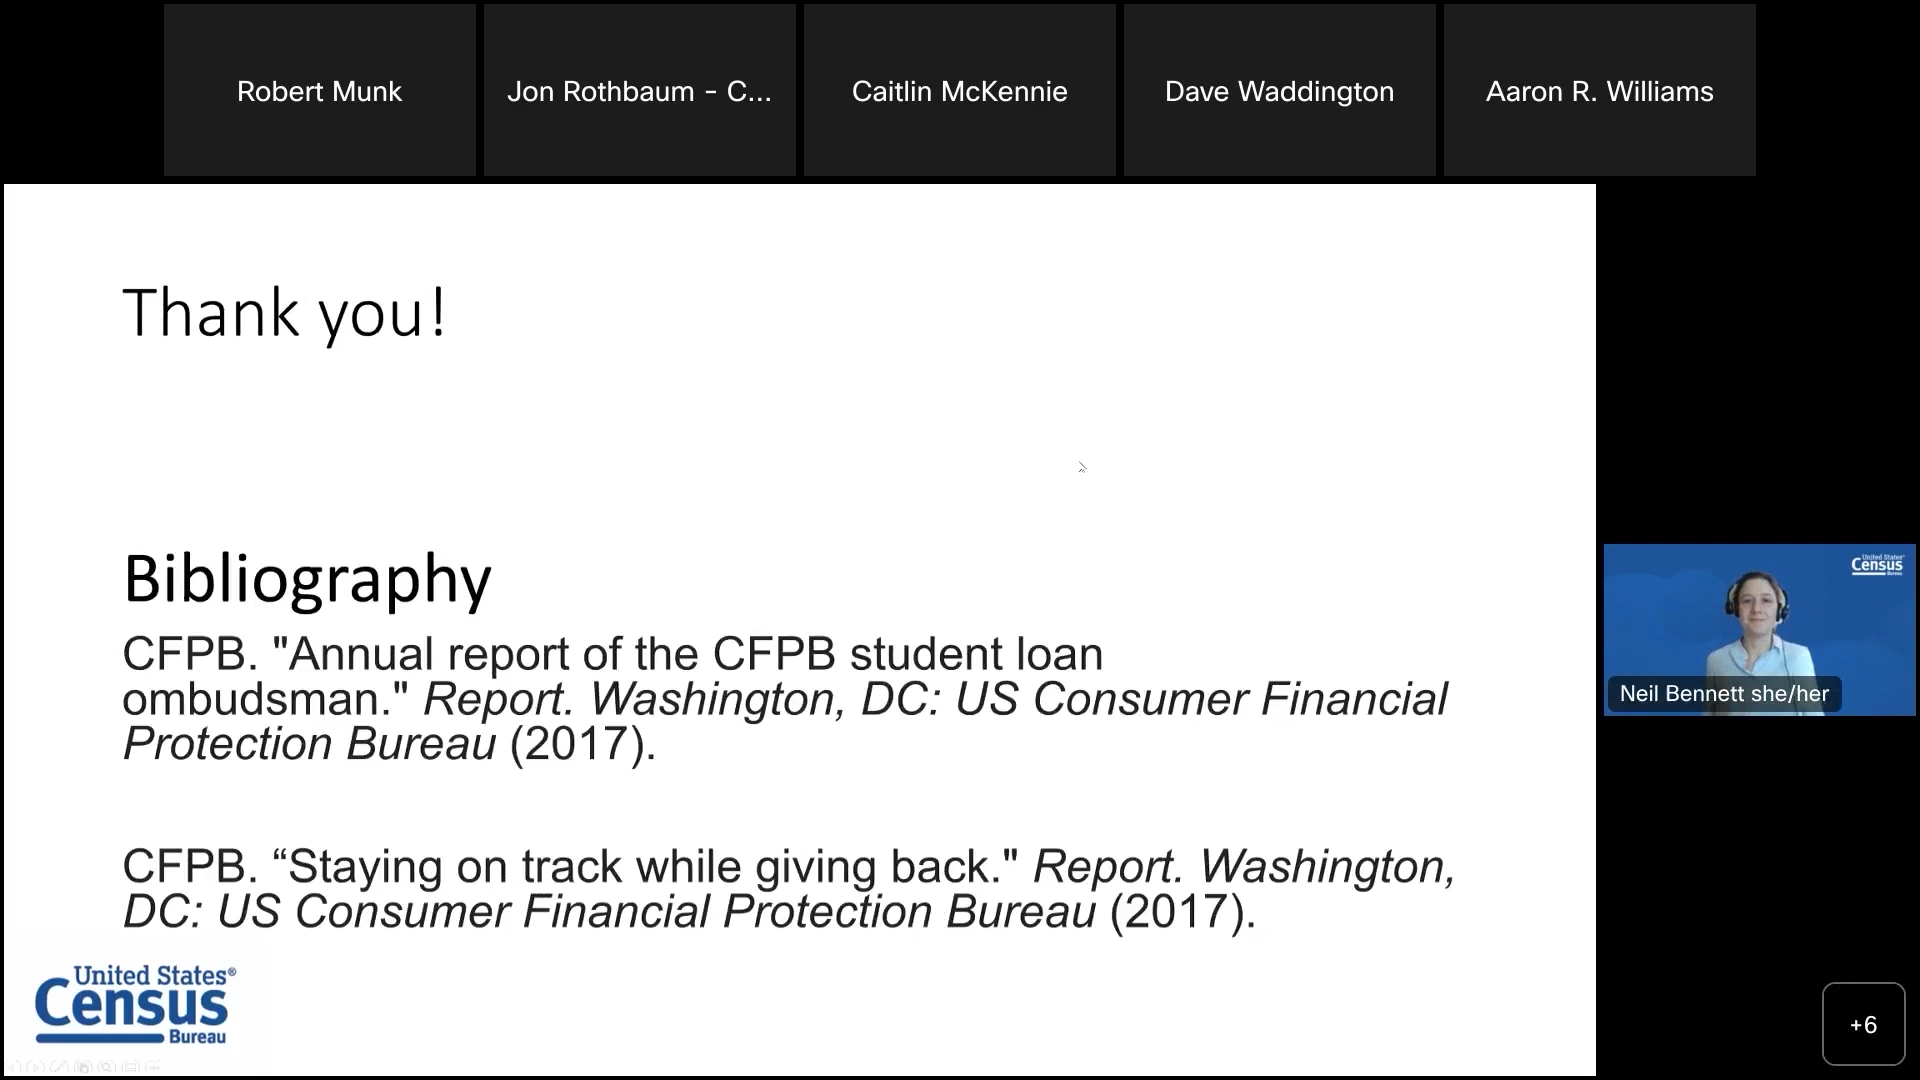 Robert Munk
Jon Rothbaum - C...
Caitlin McKennie
Dave Waddington
Aaron R. Williams
Thank you!
Bibliography
CFPB. "Annual report of the CFPB student loan
ombudsman." Report. Washington, DC: US Consumer Financial
Protection Bureau (2017).
CFPB. “Staying on track while giving back." Report. Washington,
DC: US Consumer Financial Protection Bureau (2017).
United States®
Census
Bureau
United States®
Census
Bureau
Neil Bennett she/her
+6